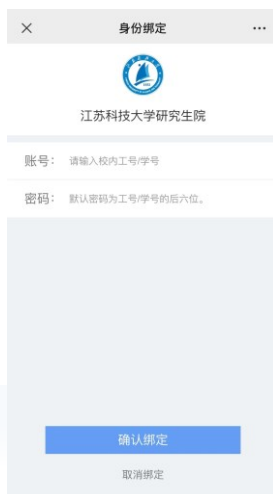 身份绑定
江苏科技大学研究生院
账号： 请输入校内工号/学号
密码： 默认密码为工号/学号的后六位。
确认绑定
取消绑定